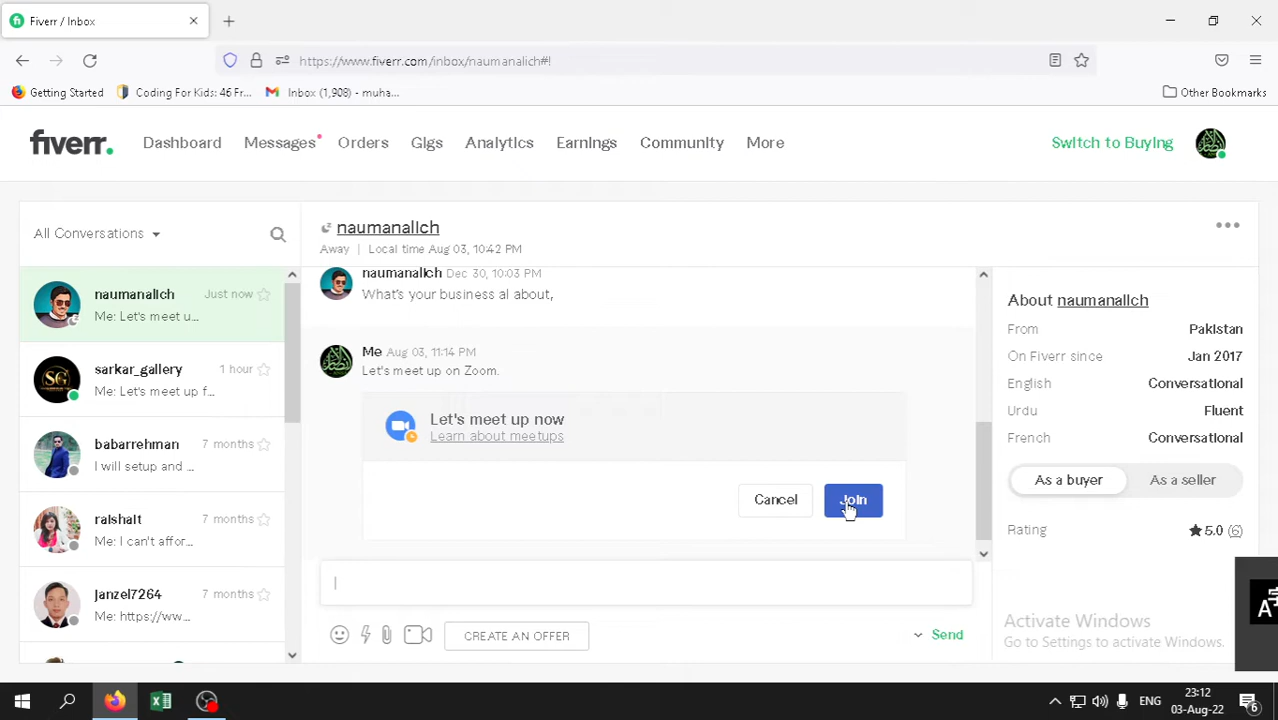 Fiverr / Inbox
https://www.fiverr.com/inbox/naumanalich#!
Getting Started
Coding For Kids: 46 Fr...
Inbox (1,908) - muha...
Other Bookmarks
fiverr.
Dashboard
Messages
Orders
Gigs
Analytics
Earnings
Community
More
Switch to Buying
All Conversations
naumanalich
Away | Local time Aug 03, 10:42 PM
naumanalich Just now
Me: Let's meet u...
sarkar_gallery 1 hour
Me: Let's meet up f...
babarrehman 7 months
I will setup and ...
raishait 7 months
Me: I can't affor...
janzel7264 7 months
Me: https://ww...
naumanalich Dec 30, 10:03 PM
What's your business al about,
Me Aug 03, 11:14 PM
Let's meet up on Zoom.
Let's meet up now
Learn about meetups
Cancel
Join
CREATE AN OFFER
Send
About naumanalich
From Pakistan
On Fiverr since Jan 2017
English Conversational
Urdu Fluent
French Conversational
As a buyer
As a seller
Rating 5.0 (6)
Activate Windows
Go to Settings to activate Windows.
SG
ENG
23:12
03-Aug-22
6